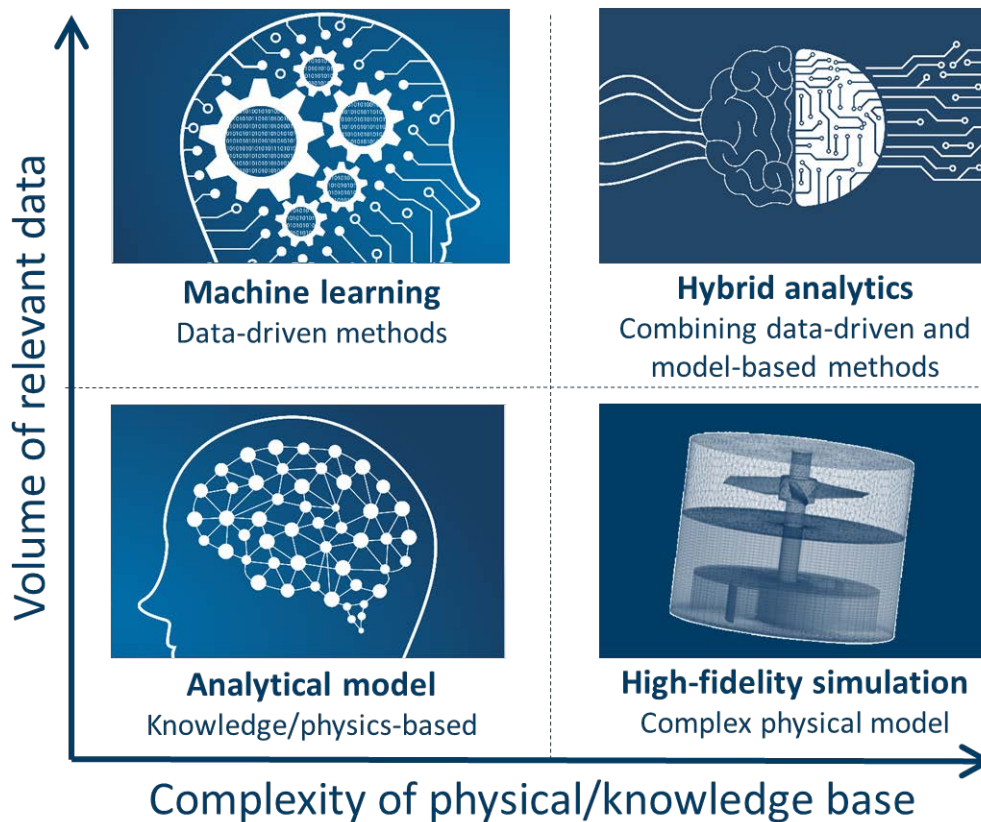 Volume of relevant data
Machine learning
Data-driven methods
Hybrid analytics
Combining data-driven and
model-based methods
Analytical model
Knowledge/physics-based
High-fidelity simulation
Complex physical model
Complexity of physical/knowledge base